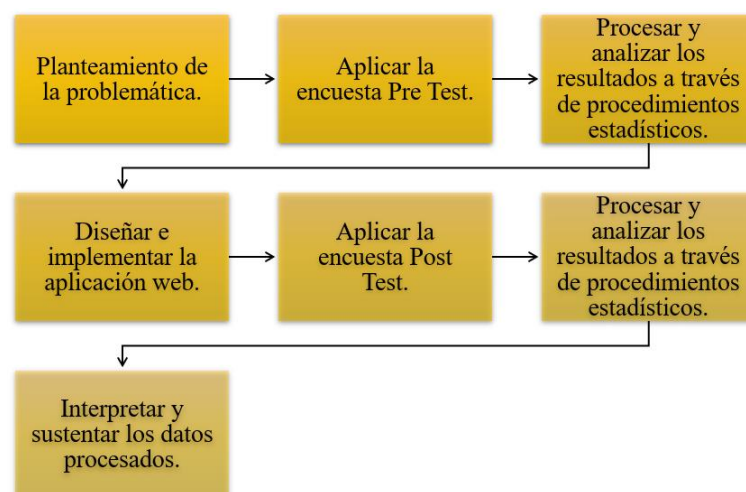 Planteamiento de
la problemática.
Aplicar la
encuesta Pre Test.
Procesar y
analizar los
resultados a través
de procedimientos
estadísticos.
Diseñar e
implementar la
aplicación web.
Aplicar la
encuesta Post
Test.
Procesar y
analizar los
resultados a través
de procedimientos
estadísticos.
Interpretar y
sustentar los datos
procesados.